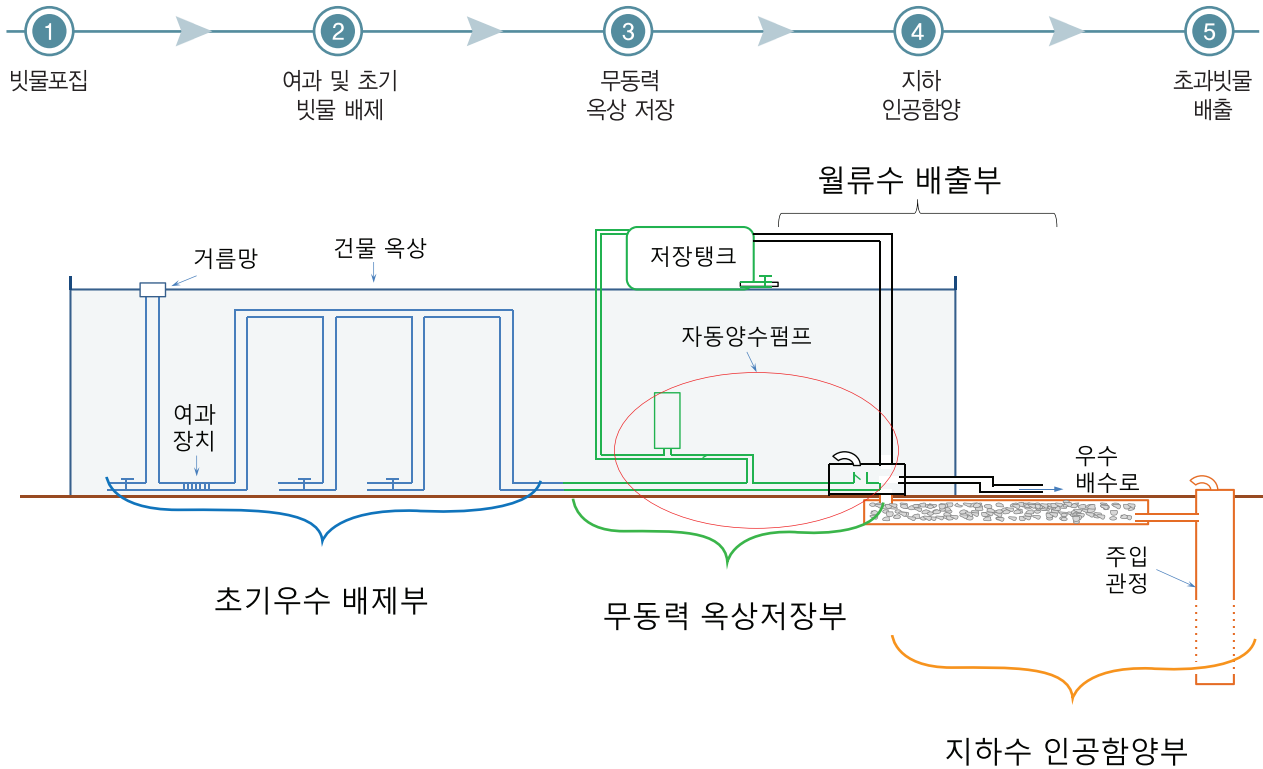 1
2
3
4
5
빗물포집
여과 및 초기
빗물 배제
무동력
옥상 저장
지하
인공함양
초과빗물
배출
월류수 배출부
거름망
건물 옥상
저장탱크
자동양수펌프
여과
장치
우수
배수로
주입
관정
초기우수 배제부
무동력 옥상저장부
지하수 인공함양부